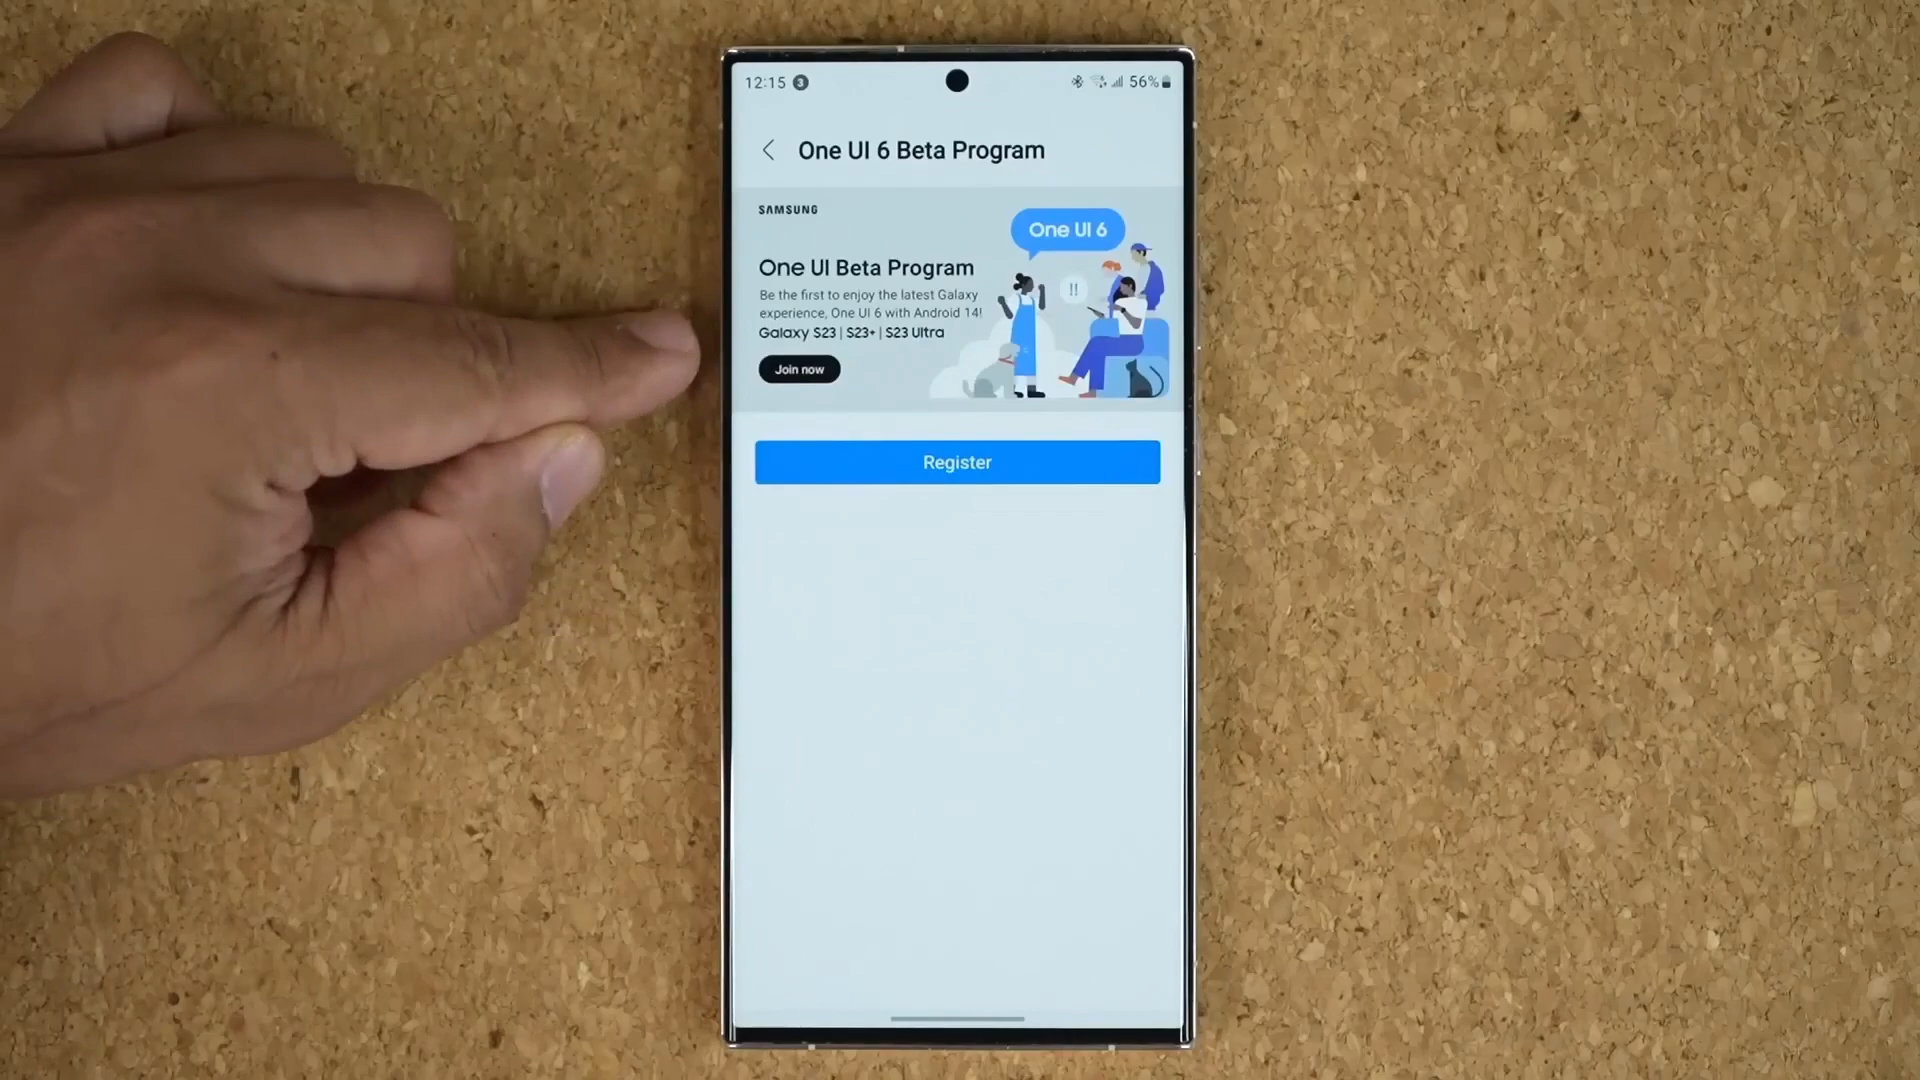 12:15 3 56%
One UI 6 Beta Program
SAMSUNG
One UI 6
One UI Beta Program
!!
Be the first to enjoy the latest Galaxy
experience, One UI 6 with Android 14!
Galaxy S23 | S23+ | S23 Ultra
Join now
Register